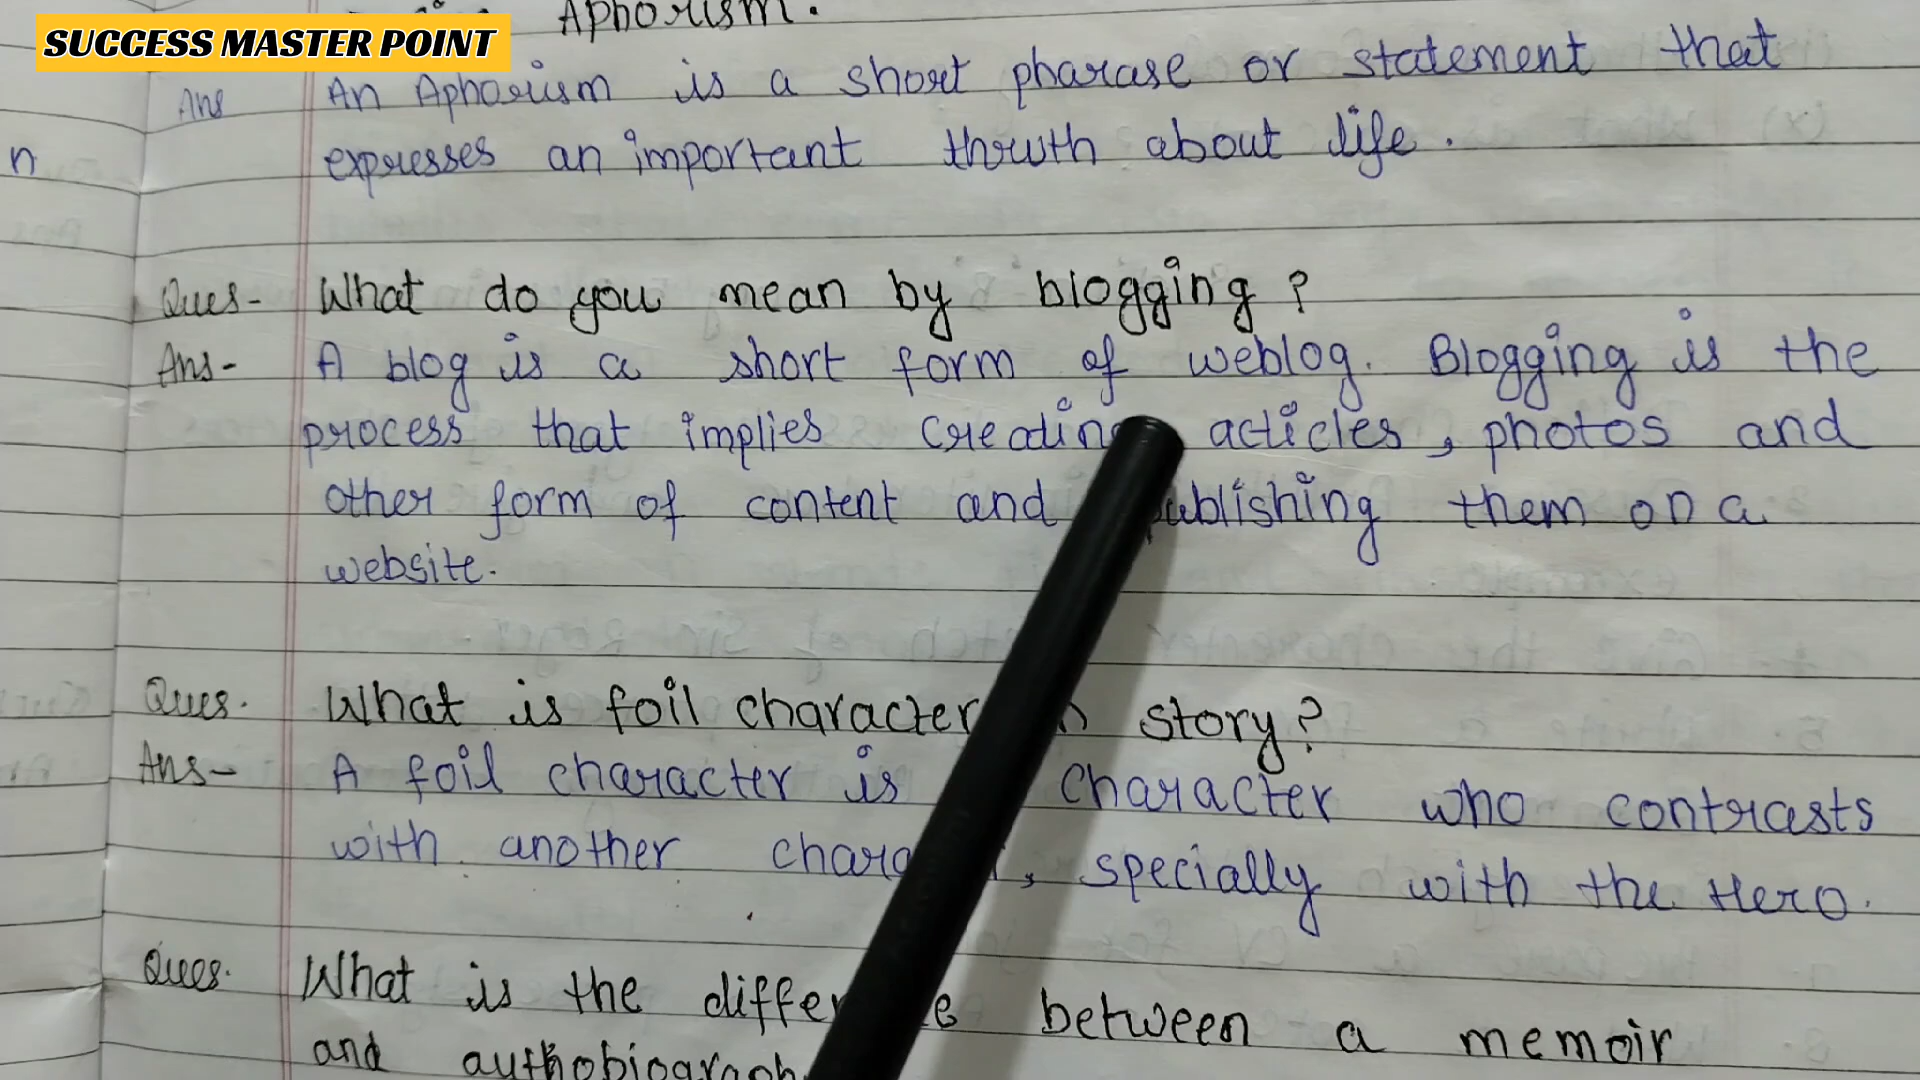 Aphorism.
SUCCESS MASTER POINT
Ans An Aphorism is a short pharase or statement that
n expresses an important thruth about life.
Ques- What do you mean by blogging?
Ans- A blog is a short form of weblog. Blogging is the
process that implies creating acticles, photos and
other form of content and publishing them on a
website.
Ques. What is foil character story?
Ans- A foil character is character who contrasts
with another , specially with the Hero.
Ques. What is the between a memoir
and